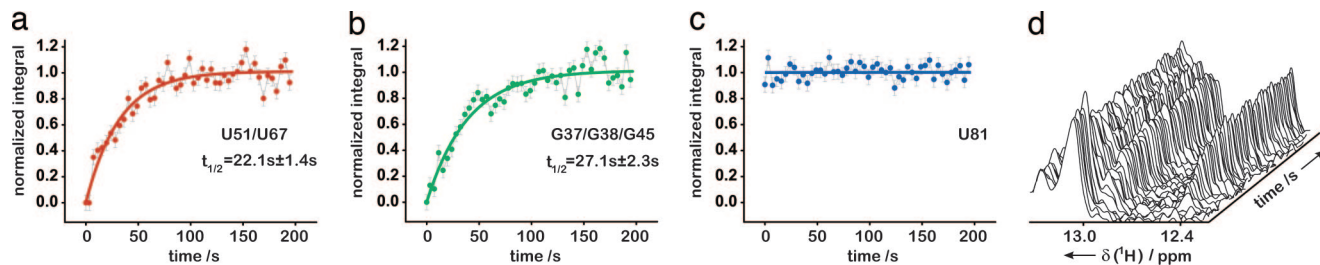 a
normalized integral
1.2
1.0
0.8
0.6
0.4
0.2
0.0
U51/U67
t1/2=22.1s±1.4s
0 50 100 150 200
time /s
b
normalized integral
1.2
1.0
0.8
0.6
0.4
0.2
0.0
G37/G38/G45
t1/2=27.1s±2.3s
0 50 100 150 200
time /s
c
normalized integral
1.2
1.0
0.8
0.6
0.4
0.2
0.0
U81
0 50 100 150 200
time /s
d
time /s
13.0 12.4
δ(¹H) / ppm